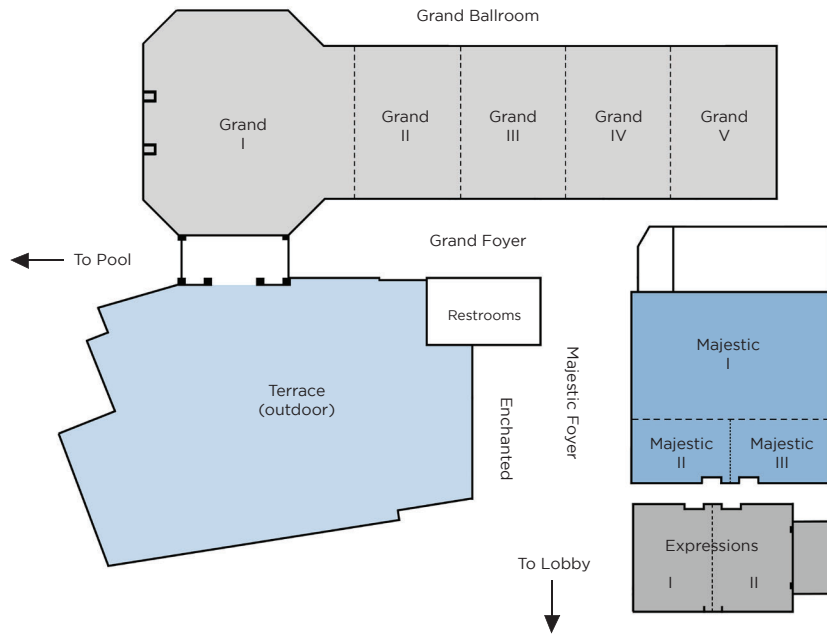 Grand Ballroom
Grand
I
Grand
II
Grand
III
Grand
IV
Grand
V
Grand Foyer
To Pool
Restrooms
Majestic
I
Terrace
(outdoor)
Enchanted
Majestic Foyer
Majestic
II
Majestic
III
Expressions
I
II
To Lobby